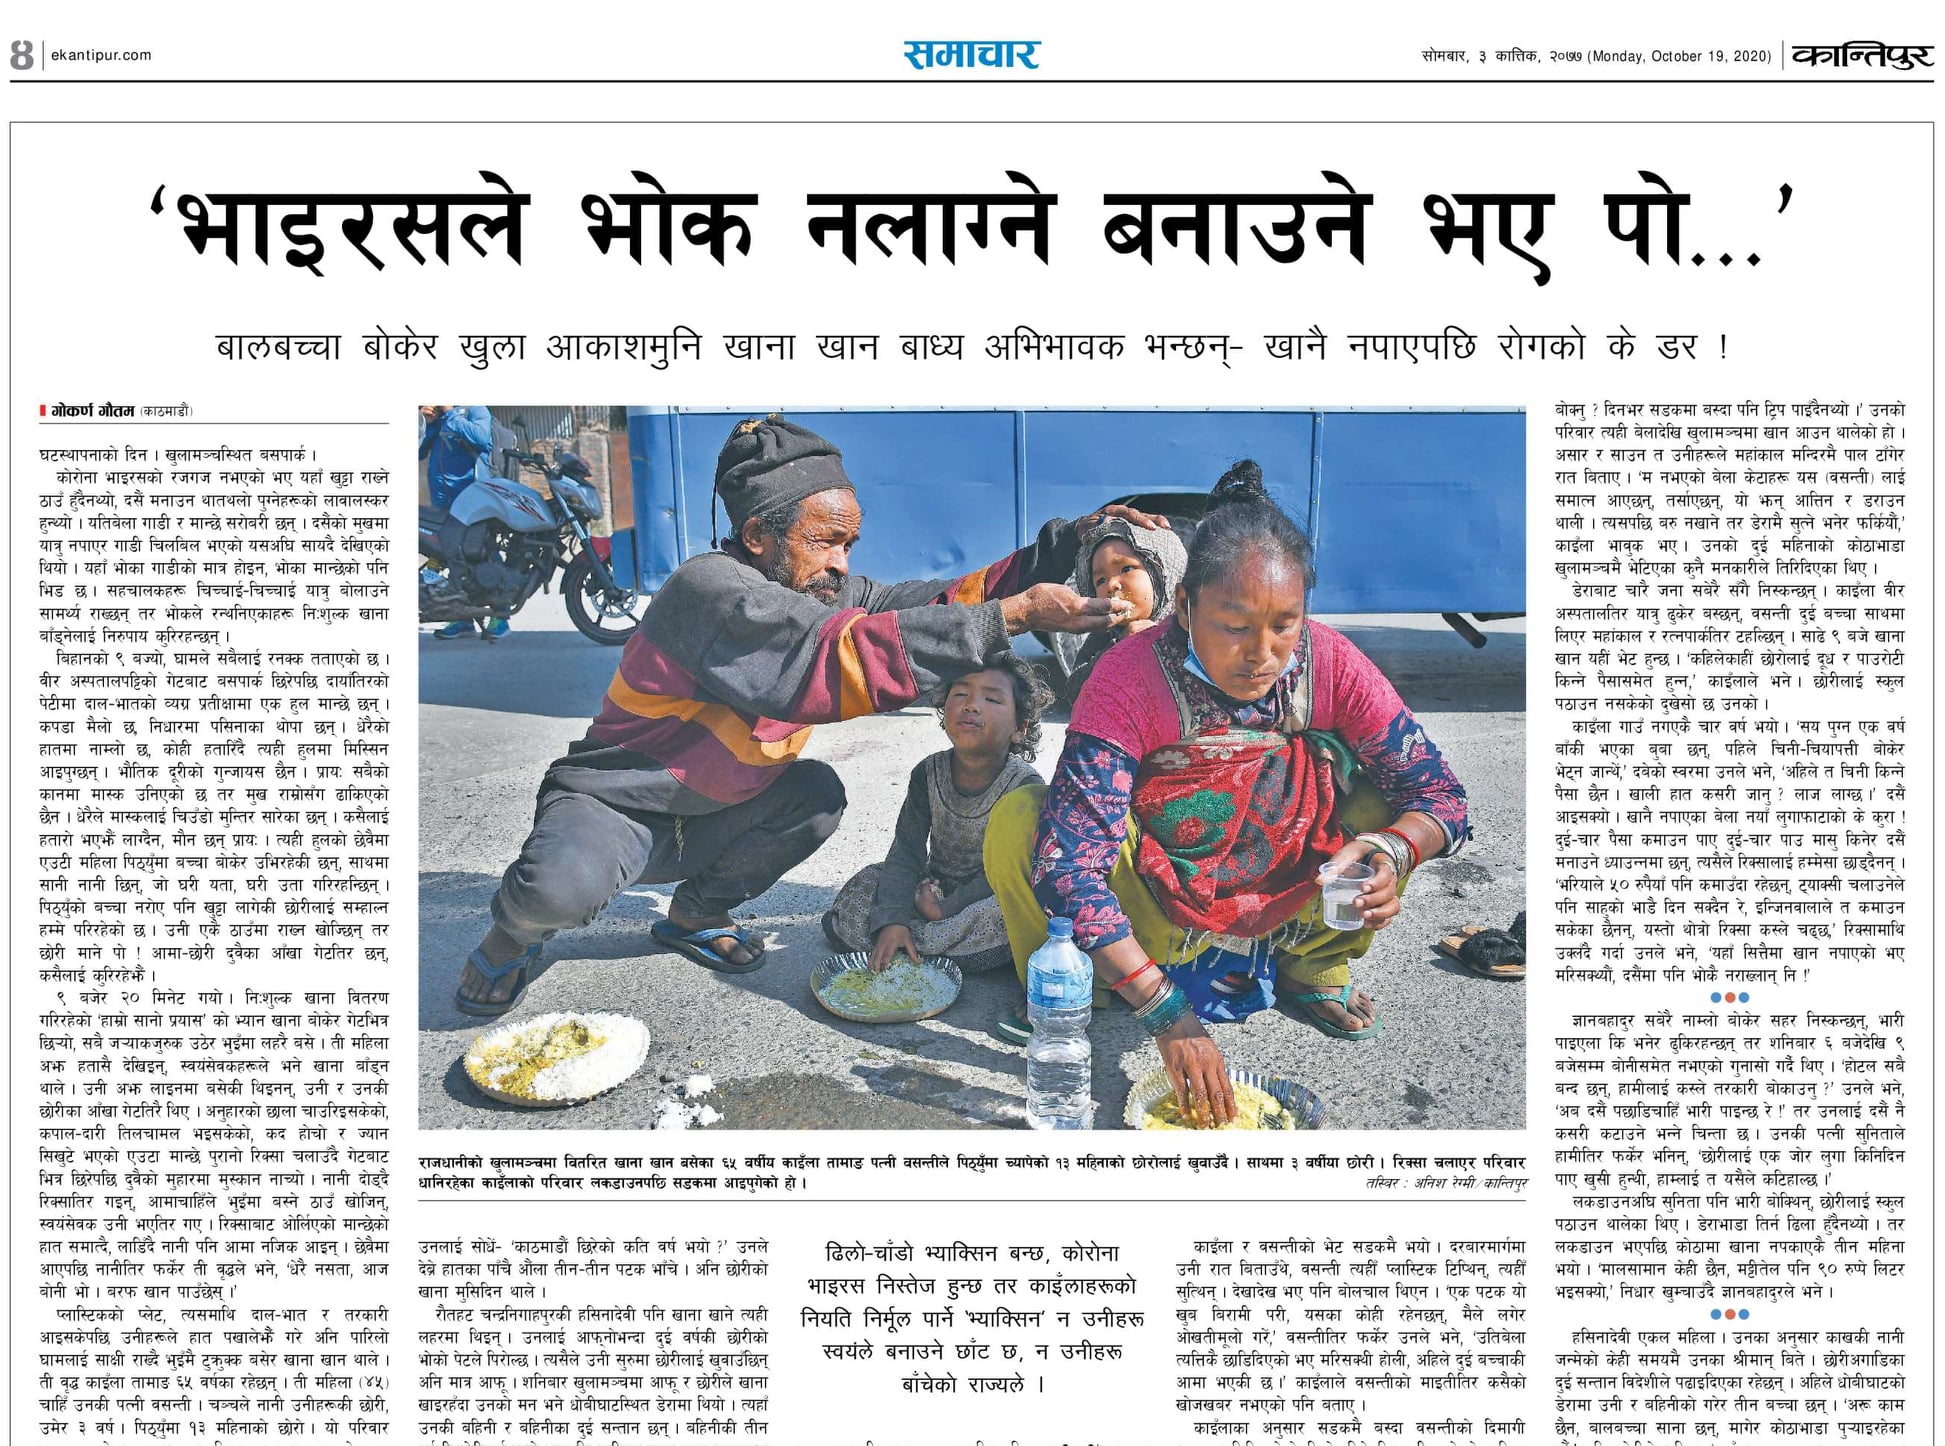 8
ekantipur.com
समाचार
सोमबार, ३ कात्तिक, २०७७ (Monday, October 19, 2020)
कान्तिपुर
‘भाइरसले भोक नलाग्ने बनाउने भए पो...’
बालबच्चा बोकेर खुला आकाशमुनि खाना खान बाध्य अभिभावक भन्छन्– खानै नपाएपछि रोगको के डर !
गोकर्ण गौतम (काठमाडौं)
घटस्थापनाको दिन । खुलामञ्चस्थित बसपार्क ।
कोरोना भाइरसको रजगज नभएको भए यहाँ खुट्टा राख्ने
ठाउँ हुँदैनथ्यो, दसैं मनाउन थातथलो पुग्नेहरूको लावालस्कर
हुन्थ्यो । यतिबेला गाडी र मान्छे सरोबरी छन् । दसैंको मुखमा
यात्रु नपाएर गाडी चिलबिल भएको यसअघि सायदै देखिएको
थियो । यहाँ भोका गाडीको मात्र होइन, भोका मान्छेको पनि
भिड छ । सहचालकहरू चिच्चाई-चिच्चाई यात्रु बोलाउने
सामर्थ्य राख्छन् तर भोकले रन्थनिएकाहरू निःशुल्क खाना
बाँड्नेलाई निरुपाय कुरिरहन्छन् ।
बिहानको ९ बज्यो, घामले सबैलाई रनक्क तताएको छ ।
वीर अस्पतालपट्टिको गेटबाट बसपार्क छिरेपछि दायाँतिरको
पेटीमा दाल-भातको व्यग्र प्रतीक्षामा एक हुल मान्छे छन् ।
कपडा मैलो छ, निधारमा पसिनाका थोपा छन् । धेरैको
हातमा नाम्लो छ, कोही हतारिँदै त्यही हुलमा मिस्सिन
आइपुग्छन् । भौतिक दूरीको गुन्जायस छैन । प्रायः सबैको
कानमा मास्क उनिएको छ तर मुख राम्रोसँग ढाकिएको
छैन । धेरैले मास्कलाई चिउँडो मुन्तिर सारेका छन् । कसैलाई
हतारो भएझैं लाग्दैन, मौन छन् प्रायः । त्यही हुलको छेवैमा
एउटी महिला पिठ्युँमा बच्चा बोकेर उभिरहेकी छन्, साथमा
सानी नानी छिन्, जो घरी यता, घरी उता गरिरहन्छिन् ।
पिठ्युँको बच्चा नरोए पनि खुट्टा लागेकी छोरीलाई सम्हाल्न
हम्मे परिरहेको छ । उनी एकै ठाउँमा राख्न खोज्छिन् तर
छोरी माने पो ! आमा-छोरी दुवैका आँखा गेटतिर छन्,
कसैलाई कुरिरहेझैं ।
९ बजेर २० मिनेट गयो । निःशुल्क खाना वितरण
गरिरहेको ‘हाम्रो सानो प्रयास’ को भ्यान खाना बोकेर गेटभित्र
छिऱ्यो, सबै जऱ्याकजुरुक उठेर भुइँमा लहरै बसे । ती महिला
अझ हतासै देखिइन्, स्वयंसेवकहरूले भने खाना बाँड्न
थाले । उनी अझ लाइनमा बसेकी थिइनन्, उनी र उनकी
छोरीका आँखा गेटतिरै थिए । अनुहारको छाला चाउरिइसकेको,
कपाल-दारी तिलचामल भइसकेको, कद होचो र ज्यान
सिखुटे भएको एउटा मान्छे पुरानो रिक्सा चलाउँदै गेटबाट
भित्र छिरेपछि दुवैको मुहारमा मुस्कान नाच्यो । नानी दोड्दै
रिक्सातिर गइन्, आमाचाहिँले भुइँमा बस्ने ठाउँ खोजिन्,
स्वयंसेवक उनी भएतिर गए । रिक्साबाट ओर्लिएको मान्छेको
हात समात्दै, लाडिँदै नानी पनि आमा नजिक आइन् । छेवैमा
आएपछि नानीतिर फर्केर ती वृद्धले भने, ‘धेरै नसता, आज
बोनी भो । बरफ खान पाउँछेस् ।’
प्लास्टिकको प्लेट, त्यसमाथि दाल-भात र तरकारी
आइसकेपछि उनीहरूले हात पखालेझैं गरे अनि पारिलो
घामलाई साक्षी राख्दै भुइँमै टुक्रुक्क बसेर खाना खान थाले ।
ती वृद्ध काइँला तामाङ ६५ वर्षका रहेछन् । ती महिला (४५)
चाहिँ उनकी पत्नी वसन्ती । चञ्चले नानी उनीहरूकी छोरी,
उमेर ३ वर्ष । पिठ्युँमा १३ महिनाको छोरो । यो परिवार
राजधानीको खुलामञ्चमा वितरित खाना खान बसेका ६५ वर्षीय काइँला तामाङ पत्नी वसन्तीले पिठ्युँमा च्यापेको १३ महिनाको छोरोलाई खुवाउँदै । साथमा ३ वर्षीया छोरी । रिक्सा चलाएर परिवार
धानिरहेका काइँलाको परिवार लकडाउनपछि सडकमा आइपुगेको हो ।
तस्बिर : अनिश रेग्मी/कान्तिपुर
उनलाई सोधें- ‘काठमाडौं छिरेको कति वर्ष भयो ?’ उनले
देब्रे हातका पाँचै औंला तीन-तीन पटक भाँचे । अनि छोरीको
खाना मुसिदिन थाले ।
रौतहट चन्द्रनिगाहपुरकी हसिनादेवी पनि खाना खाने त्यही
लहरमा थिइन् । उनलाई आफूनोभन्दा दुई वर्षकी छोरीको
भोको पेटले पिरोल्छ । त्यसैले उनी सुरुमा छोरीलाई खुवाउँछिन्
अनि मात्र आफू । शनिबार खुलामञ्चमा आफू र छोरीले खाना
खाइरहँदा उनको मन भने धोबीघाटस्थित डेरामा थियो । त्यहाँ
उनकी बहिनी र बहिनीका दुई सन्तान छन् । बहिनीकी तीन
ढिलो-चाँडो भ्याक्सिन बन्छ, कोरोना
भाइरस निस्तेज हुन्छ तर काइँलाहरूको
नियति निर्मूल पार्ने ‘भ्याक्सिन’ न उनीहरू
स्वयंले बनाउने छाँट छ, न उनीहरू
बाँचेको राज्यले ।
काइँला र वसन्तीको भेट सडकमै भयो । दरबारमार्गमा
उनी रात बिताउँथे, वसन्ती त्यहीँ प्लास्टिक टिप्थिन्, त्यहीँ
सुत्थिन् । देखादेख भए पनि बोलचाल थिएन । ‘एक पटक यो
खुब बिरामी परी, यसका कोही रहेनछन्, मैले लगेर
ओखतीमूलो गरें,’ वसन्तीतिर फर्केर उनले भने, ‘उतिबेला
त्यत्तिकै छाडिदिएको भए मरिसक्थी होली, अहिले दुई बच्चाकी
आमा भएकी छ ।’ काइँलाले वसन्तीको माइतीतिर कसैको
खोजखबर नभएको पनि बताए ।
काइँलाका अनुसार सडकमै बस्दा वसन्तीको दिमागी
बोक्नु ? दिनभर सडकमा बस्दा पनि ट्रिप पाइँदैनथ्यो ।’ उनको
परिवार त्यही बेलादेखि खुलामञ्चमा खान आउन थालेको हो ।
असार र साउन त उनीहरूले महांकाल मन्दिरमै पाल टाँगेर
रात बिताए । ‘म नभएको बेला केटाहरू यस (वसन्ती) लाई
समात्न आएछन्, तर्साएछन्, यो झन् आत्तिन र डराउन
थाली । त्यसपछि बरु नखाने तर डेरामै सुत्ने भनेर फर्कियौं,’
काइँला भावुक भए । उनको दुई महिनाको कोठाभाडा
खुलामञ्चमै भेटिएका कुनै मनकारीले तिरिदिएका थिए ।
डेराबाट चारै जना सबेरै सँगै निस्कन्छन् । काइँला वीर
अस्पतालतिर यात्रु ढुकेर बस्छन्, वसन्ती दुई बच्चा साथमा
लिएर महांकाल र रत्नपार्कतिर टहल्छिन् । साढे ९ बजे खाना
खान यहीं भेट हुन्छ । ‘कहिलेकाहीं छोरोलाई दूध र पाउरोटी
किन्ने पैसासमेत हुन्न,’ काइँलाले भने । छोरीलाई स्कुल
पठाउन नसकेको दुखेसो छ उनको ।
काइँला गाउँ नगएकै चार वर्ष भयो । ‘सय पुग्न एक वर्ष
बाँकी भएका बुबा छन्, पहिले चिनी-चियापत्ती बोकेर
भेट्न जान्थें,’ दबेको स्वरमा उनले भने, ‘अहिले त चिनी किन्ने
पैसा छैन । खाली हात कसरी जानु ? लाज लाग्छ ।’ दसैं
आइसक्यो । खानै नपाएका बेला नयाँ लुगाफाटाको के कुरा !
दुई-चार पैसा कमाउन पाए दुई-चार पाउ मासु किनेर दसैं
मनाउने ध्याउन्नमा छन्, त्यसैले रिक्सालाई हम्मेसा छाड्दैनन् ।
‘भरियाले ५० रुपैयाँ पनि कमाउँदा रहेछन्, ट्याक्सी चलाउनेले
पनि साहुको भाडै दिन सक्दैन रे, इन्जिनवालाले त कमाउन
सकेका छैनन्, यस्तो थोत्रो रिक्सा कस्ले चढ्छ,’ रिक्सामाथि
उक्लँदै गर्दा उनले भने, ‘यहाँ सित्तैमा खान नपाएको भए
मरिसक्थ्यौं, दसैंमा पनि भोकै नराख्लान् नि !’
ज्ञानबहादुर सबेरै नाम्लो बोकेर सहर निस्कन्छन्, भारी
पाइएला कि भनेर ढुकिरहन्छन् तर शनिबार ६ बजेदेखि ९
बजेसम्म बोनीसमेत नभएको गुनासो गर्दै थिए । ‘होटल सबै
बन्द छन्, हामीलाई कस्ले तरकारी बोकाउनु ?’ उनले भने,
‘अब दसैं पछाडिचाहिँ भारी पाइन्छ रे !’ तर उनलाई दसैं नै
कसरी कटाउने भन्ने चिन्ता छ । उनकी पत्नी सुनिताले
हामीतिर फर्केर भनिन्, ‘छोरीलाई एक जोर लुगा किनिदिन
पाए खुसी हुन्थी, हाम्लाई त यसैले कटिहाल्छ ।’
लकडाउनअघि सुनिता पनि भारी बोक्थिन्, छोरीलाई स्कुल
पठाउन थालेका थिए । डेराभाडा तिर्न ढिला हुँदैनथ्यो । तर
लकडाउन भएपछि कोठामा खाना नपकाएकै तीन महिना
भयो । ‘मालसामान केही छैन, मट्टीतेल पनि ९० रुप्पे लिटर
भइसक्यो,’ निधार खुम्चाउँदै ज्ञानबहादुरले भने ।
हसिनादेवी एकल महिला । उनका अनुसार काखकी नानी
जन्मेको केही समयमै उनका श्रीमान् बिते । छोरीअगाडिका
दुई सन्तान विदेशीले पढाइदिएका रहेछन् । अहिले धोबीघाटको
डेरामा उनी र बहिनीको गरेर तीन बच्चा छन् । ‘अरू काम
छैन, बालबच्चा साना छन्, मागेर कोठाभाडा पुऱ्याइरहेका